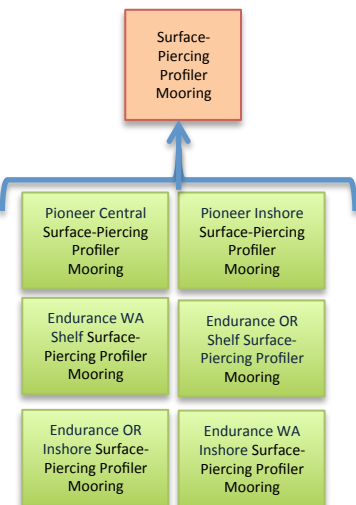 Surface-
Piercing
Profiler
Mooring
Pioneer Central
Surface-Piercing
Profiler
Mooring
Pioneer Inshore
Surface-Piercing
Profiler
Mooring
Endurance WA
Shelf Surface-
Piercing Profiler
Mooring
Endurance OR
Shelf Surface-
Piercing Profiler
Mooring
Endurance OR
Inshore Surface-
Piercing Profiler
Mooring
Endurance WA
Inshore Surface-
Piercing Profiler
Mooring